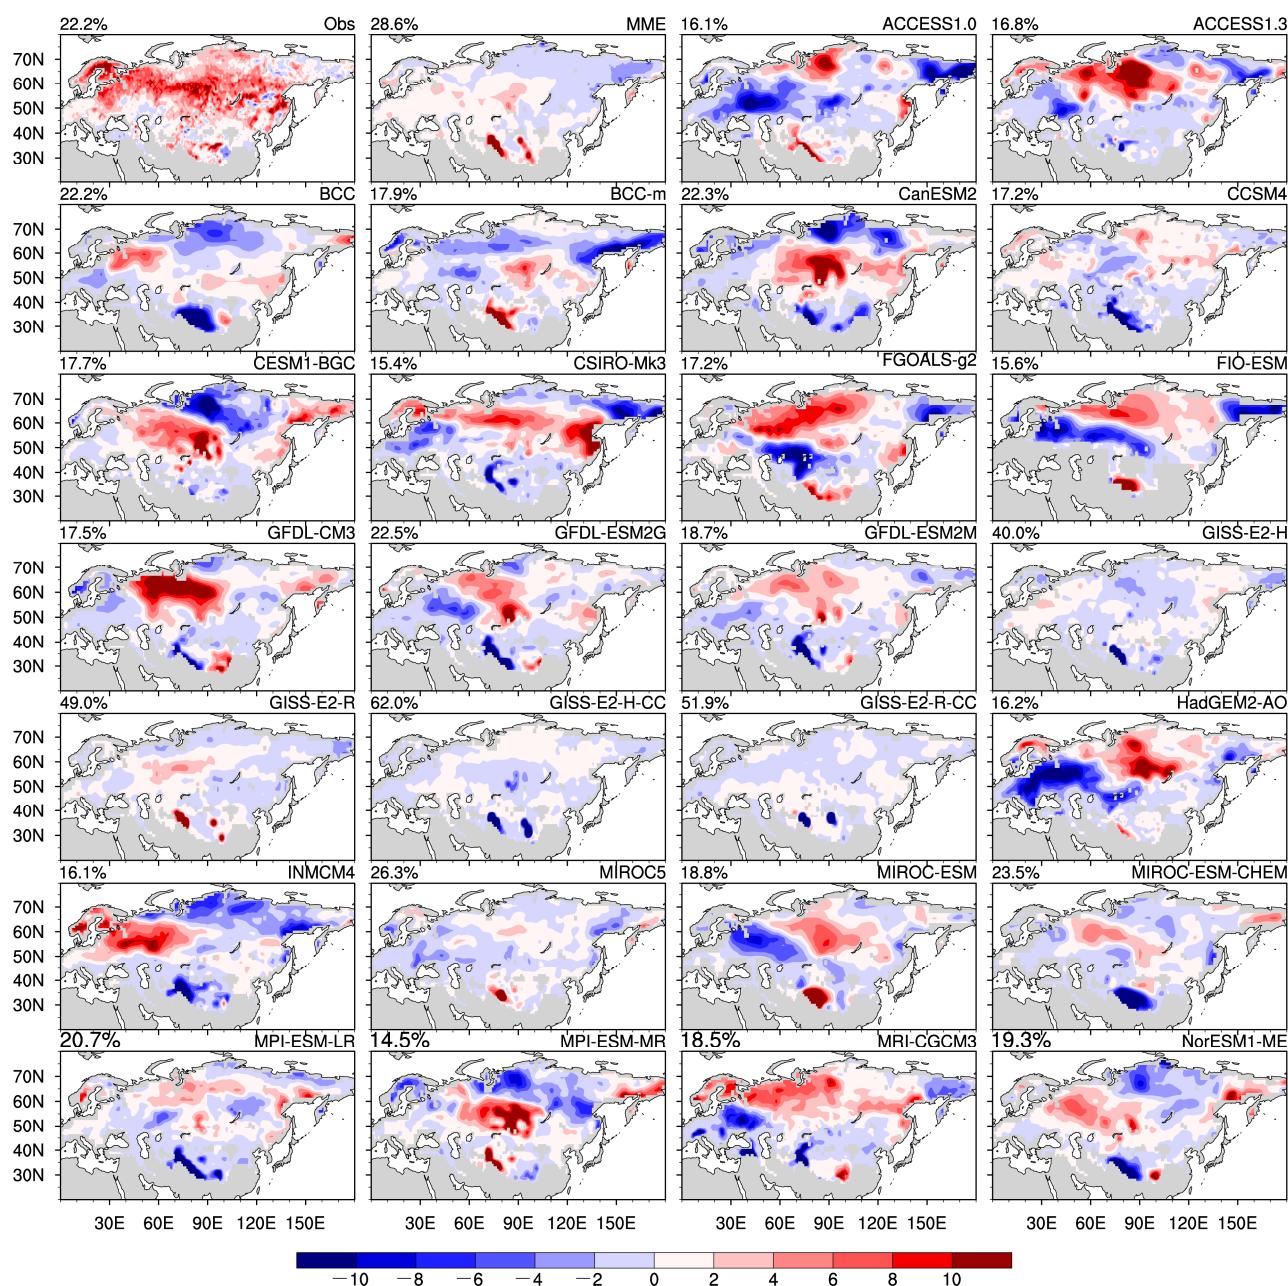 22.2% Obs 28.6% MME 16.1% ACCESS1.0 16.8% ACCESS1.3
70N
60N
50N
40N
30N
22.2% BCC 17.9% BCC-m 22.3% CanESM2 17.2% CCSM4
70N
60N
50N
40N
30N
17.7% CESM1-BGC 15.4% CSIRO-Mk3 17.2% FGOALS-g2 15.6% FIO-ESM
70N
60N
50N
40N
30N
17.5% GFDL-CM3 22.5% GFDL-ESM2G 18.7% GFDL-ESM2M 40.0% GISS-E2-H
70N
60N
50N
40N
30N
49.0% GISS-E2-R 62.0% GISS-E2-H-CC 51.9% GISS-E2-R-CC 16.2% HadGEM2-AO
70N
60N
50N
40N
30N
16.1% INMCM4 26.3% MIROC5 18.8% MIROC-ESM 23.5% MIROC-ESM-CHEM
70N
60N
50N
40N
30N
20.7% MPI-ESM-LR 14.5% MPI-ESM-MR 18.5% MRI-CGCM3 19.3% NorESM1-ME
70N
60N
50N
40N
30N
30E 60E 90E 120E 150E 30E 60E 90E 120E 150E 30E 60E 90E 120E 150E 30E 60E 90E 120E 150E
−10 −8 −6 −4 −2 0 2 4 6 8 10